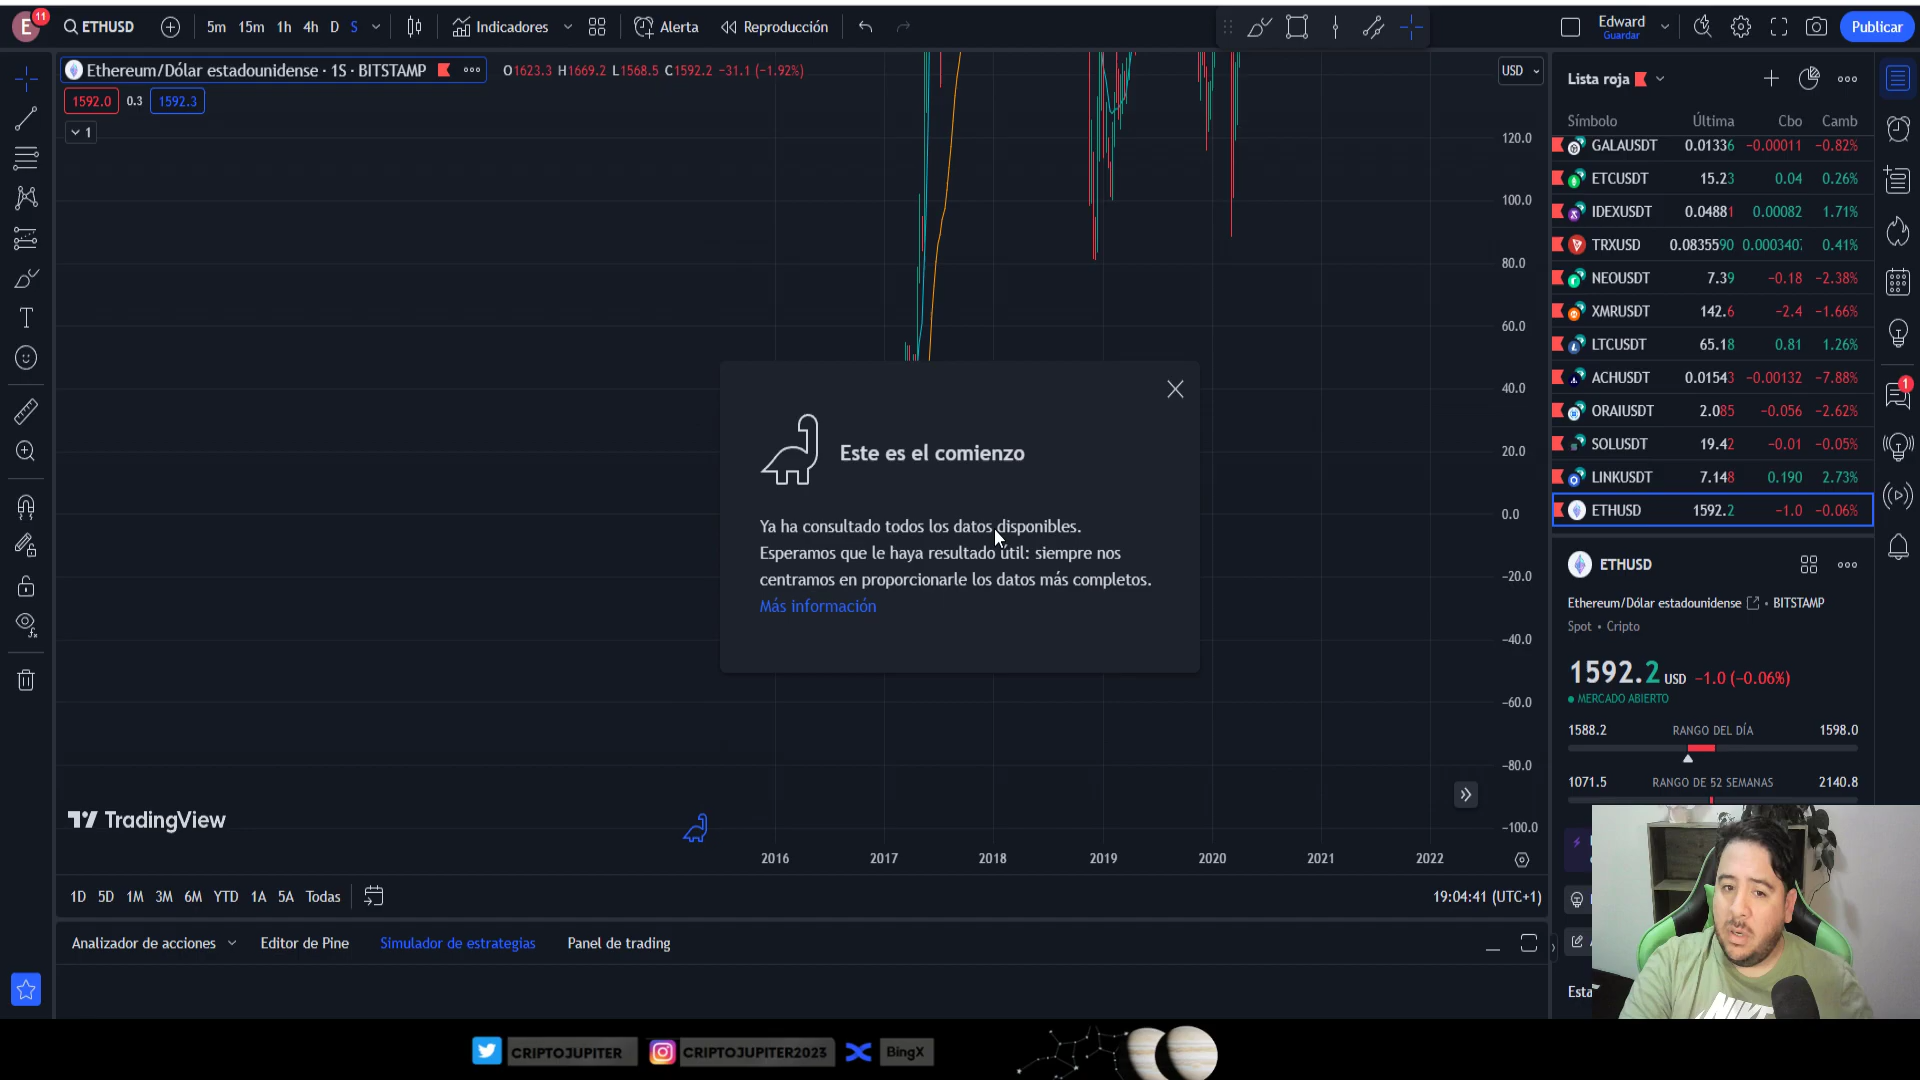 E 11 ETHUSD 5m 15m 1h 4h D S Indicadores Alerta Reproducción Edward Guardar Publicar
Ethereum/Dólar estadounidense · 1S · BITSTAMP O1623.3 H1669.2 L1568.5 C1592.2 −31.1 (−1.92%) USD
1592.0 0.3 1592.3
1
120.0
100.0
80.0
60.0
40.0
20.0
0.0
−20.0
−40.0
−60.0
−80.0
−100.0
Este es el comienzo
Ya ha consultado todos los datos disponibles.
Esperamos que le haya resultado útil: siempre nos
centramos en proporcionarle los datos más completos.
Más información
TradingView
2016 2017 2018 2019 2020 2021 2022
1D 5D 1M 3M 6M YTD 1A 5A Todas 19:04:41 (UTC+1)
Analizador de acciones Editor de Pine Simulador de estrategias Panel de trading
Lista roja
Símbolo Última Cbo Camb
GALAUSDT 0.01336 −0.00011 −0.82%
ETCUSDT 15.23 0.04 0.26%
IDEXUSDT 0.04881 0.00082 1.71%
TRXUSD 0.0835590 0.000340 0.41%
NEOUSDT 7.39 −0.18 −2.38%
XMRUSDT 142.6 −2.4 −1.66%
LTCUSDT 65.18 0.81 1.26%
ACHUSDT 0.01543 −0.00132 −7.88%
ORAIUSDT 2.085 −0.056 −2.62%
SOLUSDT 19.42 −0.01 −0.05%
LINKUSDT 7.148 0.190 2.73%
ETHUSD 1592.2 −1.0 −0.06%
1
ETHUSD
Ethereum/Dólar estadounidense • BITSTAMP
Spot • Cripto
1592.2 USD −1.0 (−0.06%)
MERCADO ABIERTO
1588.2 RANGO DEL DÍA 1598.0
1071.5 RANGO DE 52 SEMANAS 2140.8
Esta
NIKE
CRIPTOJUPITER CRIPTOJUPITER2023 BingX